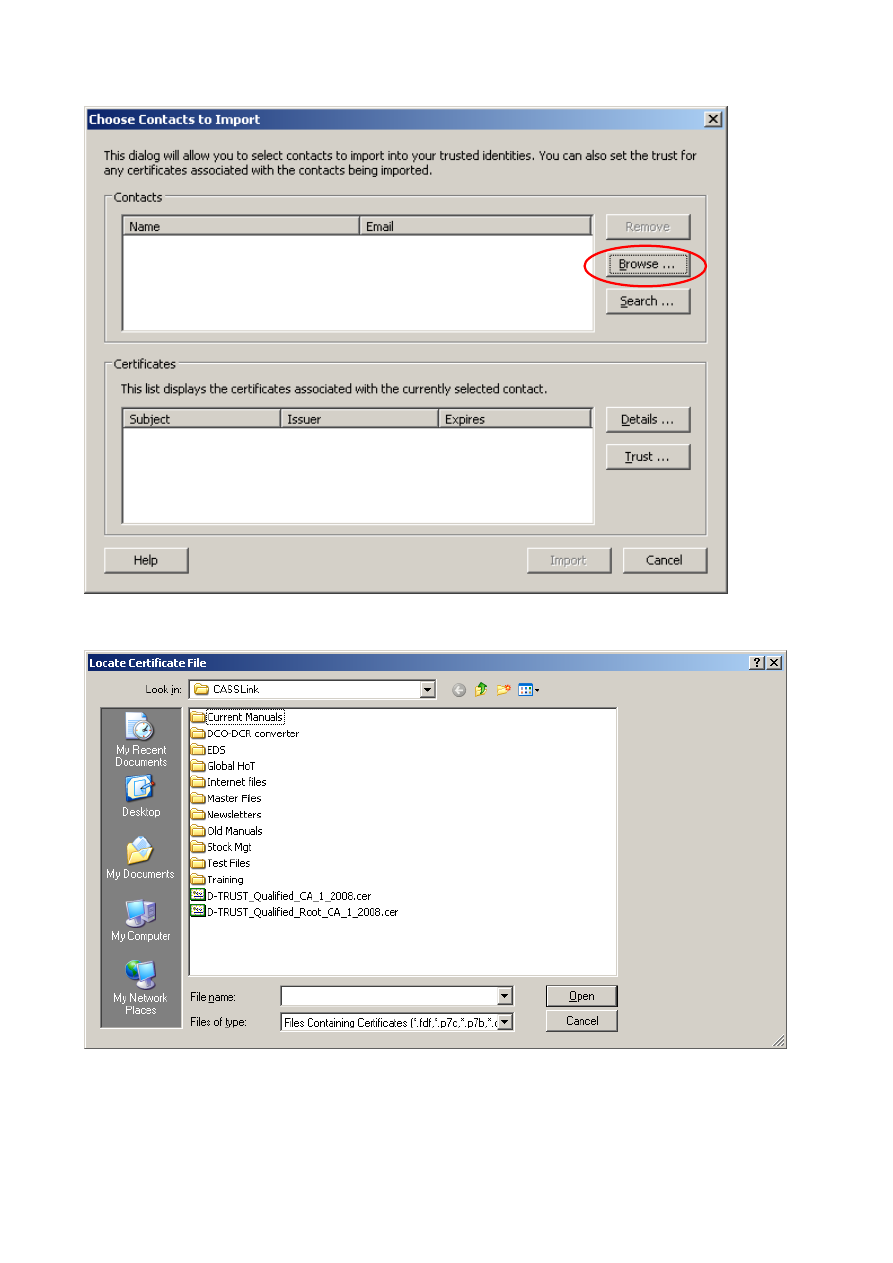 Choose Contacts to Import
This dialog will allow you to select contacts to import into your trusted identities. You can also set the trust for
any certificates associated with the contacts being imported.
Contacts
Name Email
Remove
Browse ...
Search ...
Certificates
This list displays the certificates associated with the currently selected contact.
Subject Issuer Expires
Details ...
Trust ...
Help Import Cancel
Locate Certificate File
Look in: CASSLink
My Recent
Documents
Desktop
My Documents
My Computer
My Network
Places
Current Manuals
DCO-DCR converter
EDS
Global HoT
Internet files
Master Files
Newsletters
Old Manuals
Stock Mgt
Test Files
Training
D-TRUST_Qualified_CA_1_2008.cer
D-TRUST_Qualified_Root_CA_1_2008.cer
File name: Open
Files of type: Files Containing Certificates (*.fdf,*.p7c,*.p7b,*.c Cancel